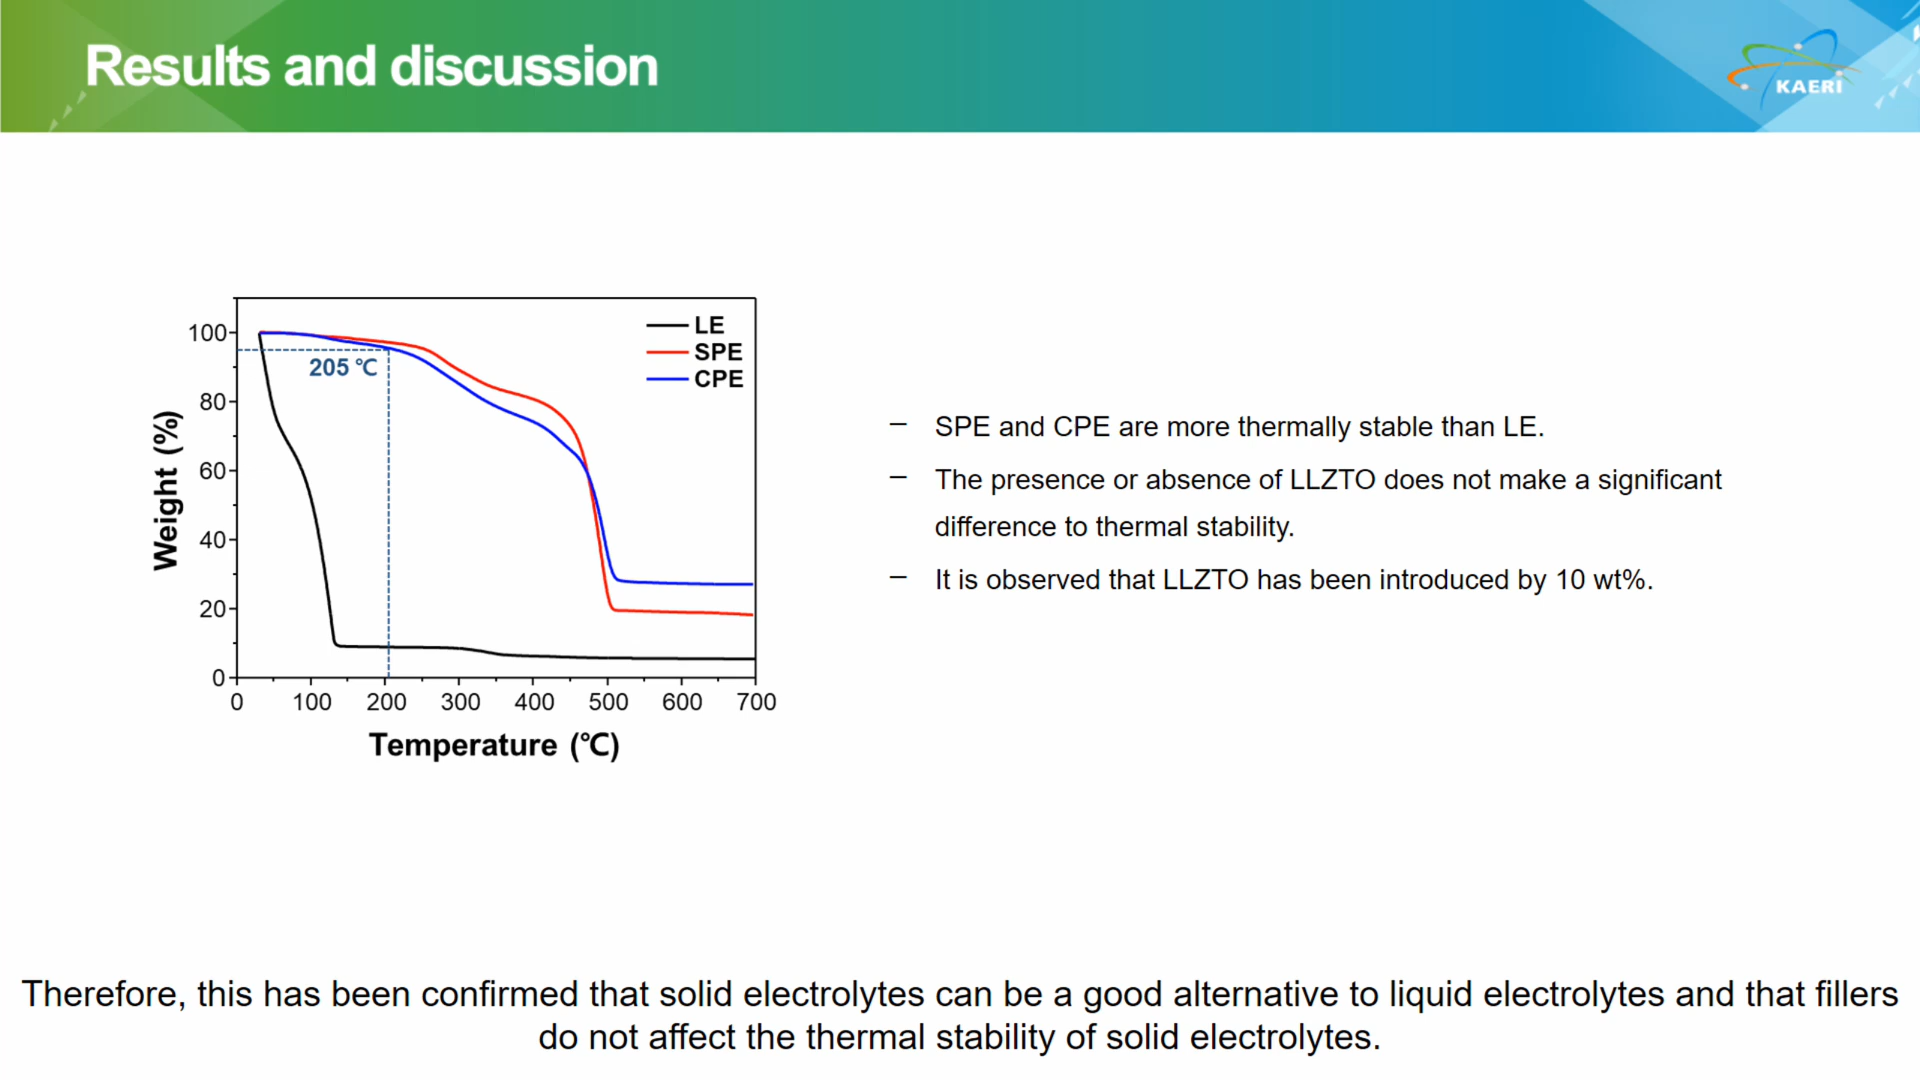 Results and discussion
KAERI
100
80
60
40
20
0
Weight (%)
205 ℃
LE
SPE
CPE
0 100 200 300 400 500 600 700
Temperature (℃)
– SPE and CPE are more thermally stable than LE.
– The presence or absence of LLZTO does not make a significant
difference to thermal stability.
– It is observed that LLZTO has been introduced by 10 wt%.
Therefore, this has been confirmed that solid electrolytes can be a good alternative to liquid electrolytes and that fillers
do not affect the thermal stability of solid electrolytes.